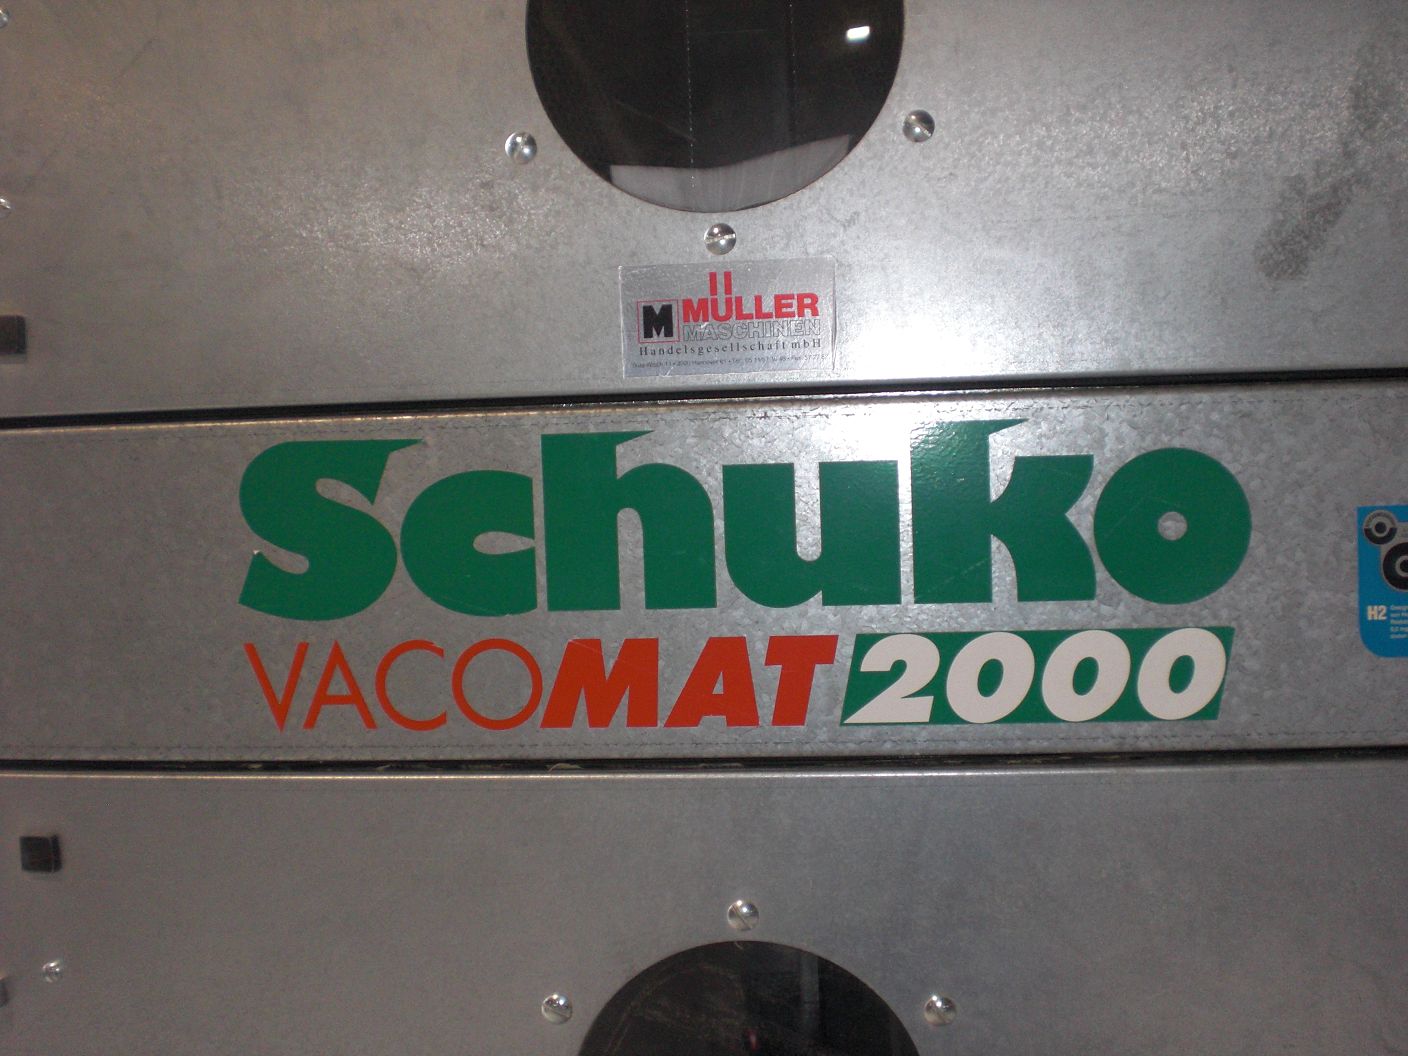 M MÜLLER
MASCHINEN
Handelsgesellschaft mbH
Schuko
VACOMAT 2000
H2